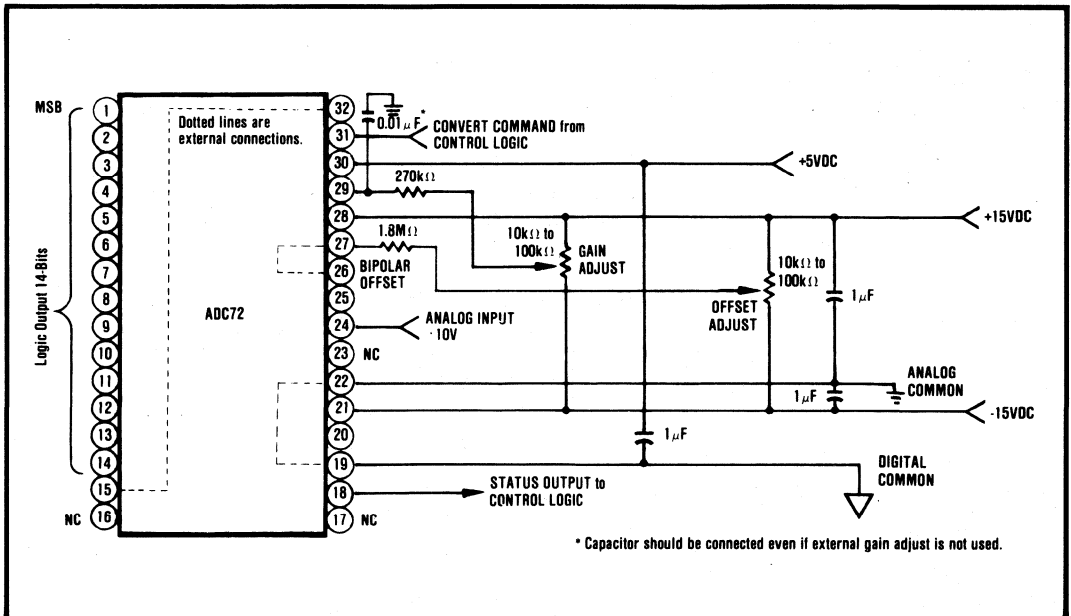 MSB
Logic Output 14-Bits
1
2
3
4
5
6
7
8
9
10
11
12
13
14
15
NC 16
Dotted lines are
external connections.
ADC72
32
31
30
29
28
27
26
25
24
23 NC
22
21
20
19
18
17 NC
0.01μF*
CONVERT COMMAND from
CONTROL LOGIC
+5VDC
270kΩ
+15VDC
10kΩ to
100kΩ
GAIN
ADJUST
1.8MΩ
BIPOLAR
OFFSET
10kΩ to
100kΩ
OFFSET
ADJUST
1μF
ANALOG INPUT
10V
ANALOG
COMMON
1μF
-15VDC
1μF
DIGITAL
COMMON
STATUS OUTPUT to
CONTROL LOGIC
* Capacitor should be connected even if external gain adjust is not used.